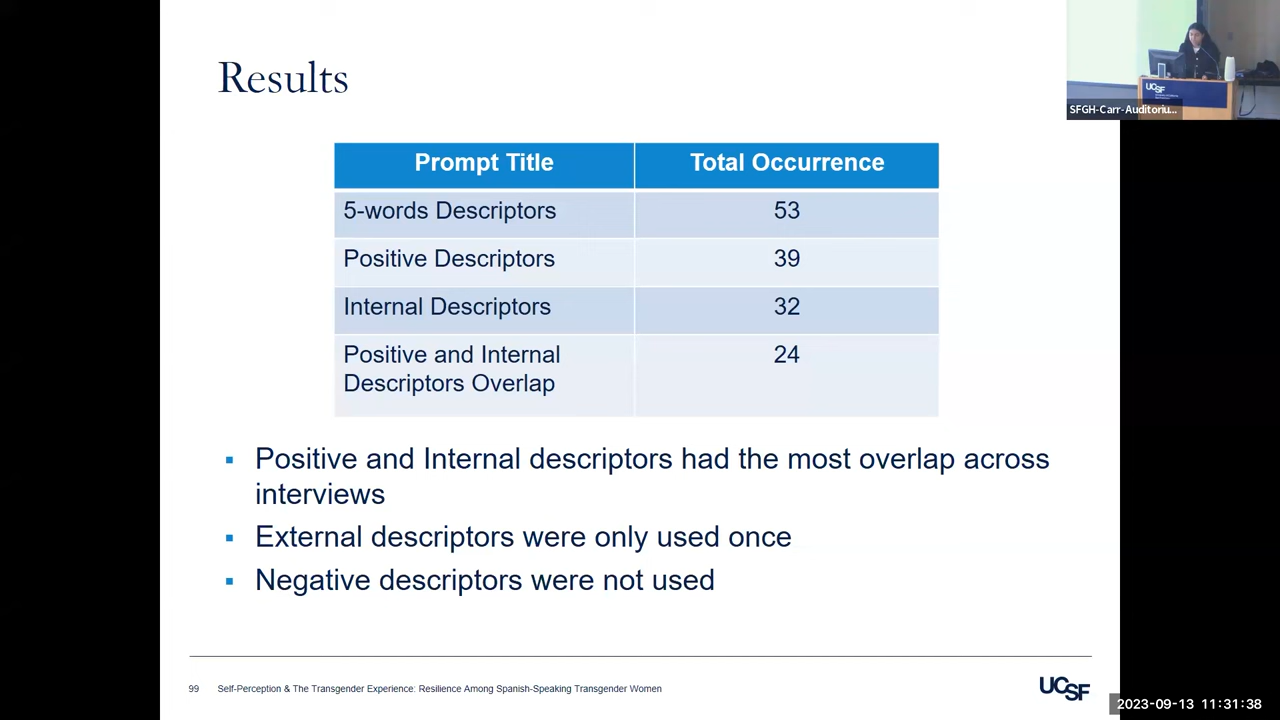 Results
Prompt Title Total Occurrence
5-words Descriptors 53
Positive Descriptors 39
Internal Descriptors 32
Positive and Internal 24
Descriptors Overlap
Positive and Internal descriptors had the most overlap across
interviews
External descriptors were only used once
Negative descriptors were not used
99 Self-Perception & The Transgender Experience: Resilience Among Spanish-Speaking Transgender Women
UCSF
UCSF
SFGH-Carr-Auditoriu...
2023-09-13 11:31:38